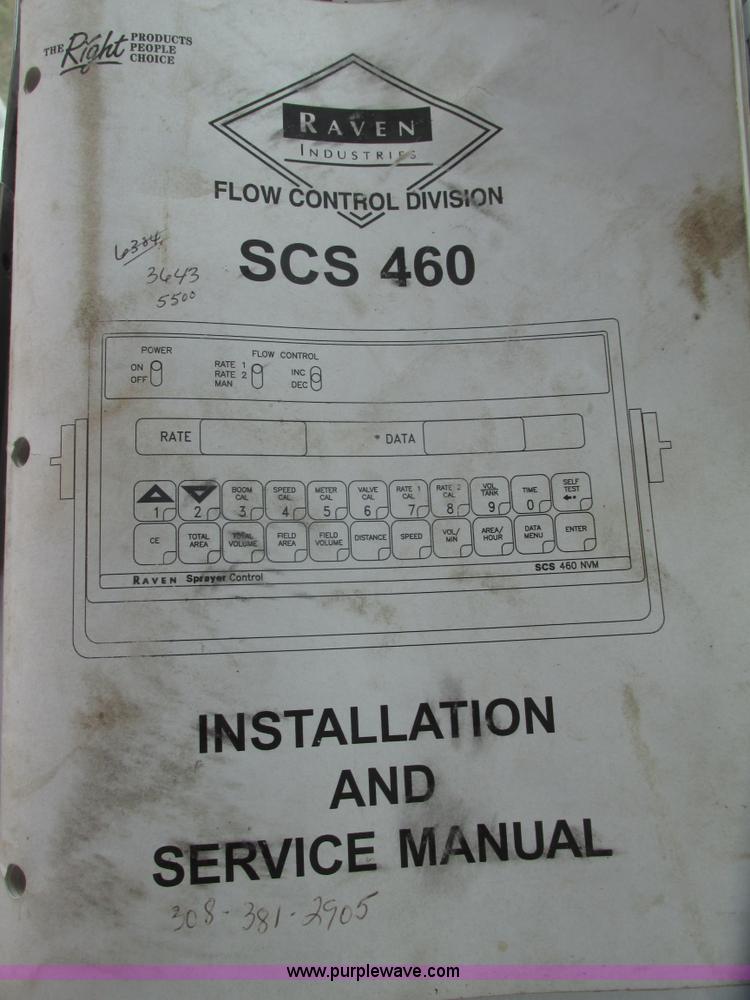 THE Right PRODUCTS PEOPLE CHOICE
RAVEN
INDUSTRIES
FLOW CONTROL DIVISION
SCS 460
6384
3643
5500
POWER
ON
OFF
FLOW CONTROL
RATE 1
RATE 2
MAN
INC
DEC
RATE
DATA
1
2
BOOM CAL 3
SPEED CAL 4
METER CAL 5
VALVE CAL 6
RATE 1 CAL 7
RATE 2 CAL 8
VOL TANK 9
TIME 0
SELF TEST
CE
TOTAL AREA
TOTAL VOLUME
FIELD AREA
FIELD VOLUME
DISTANCE
SPEED
VOL/ MIN
AREA/ HOUR
DATA MENU
ENTER
RAVEN Sprayer Control
SCS 460 NVM
INSTALLATION
AND
SERVICE MANUAL
308-381-2905
www.purplewave.com